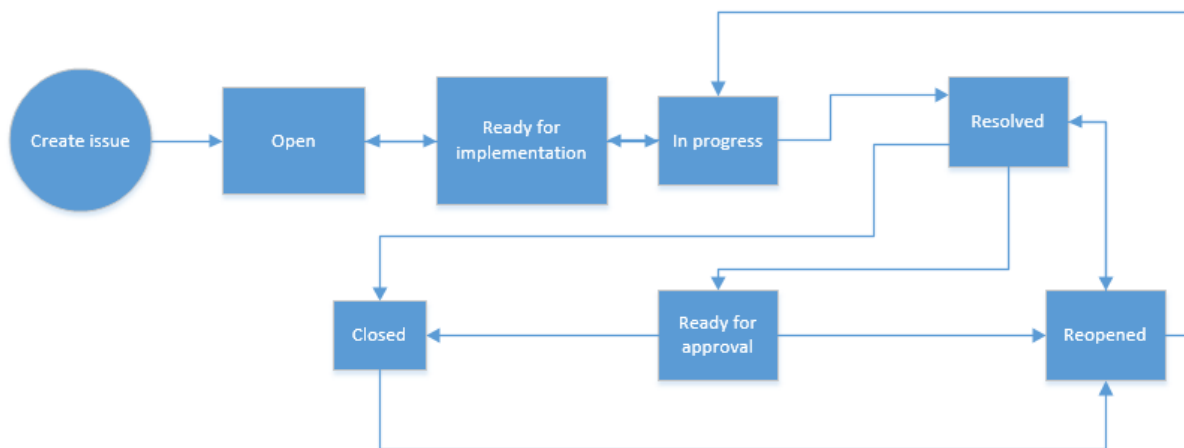 Create issue
Open
Ready for
implementation
In progress
Resolved
Closed
Ready for
approval
Reopened